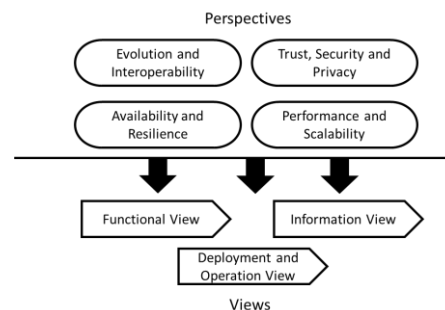 Perspectives
Evolution and
Interoperability
Trust, Security and
Privacy
Availability and
Resilience
Performance and
Scalability
Functional View
Information View
Deployment and
Operation View
Views